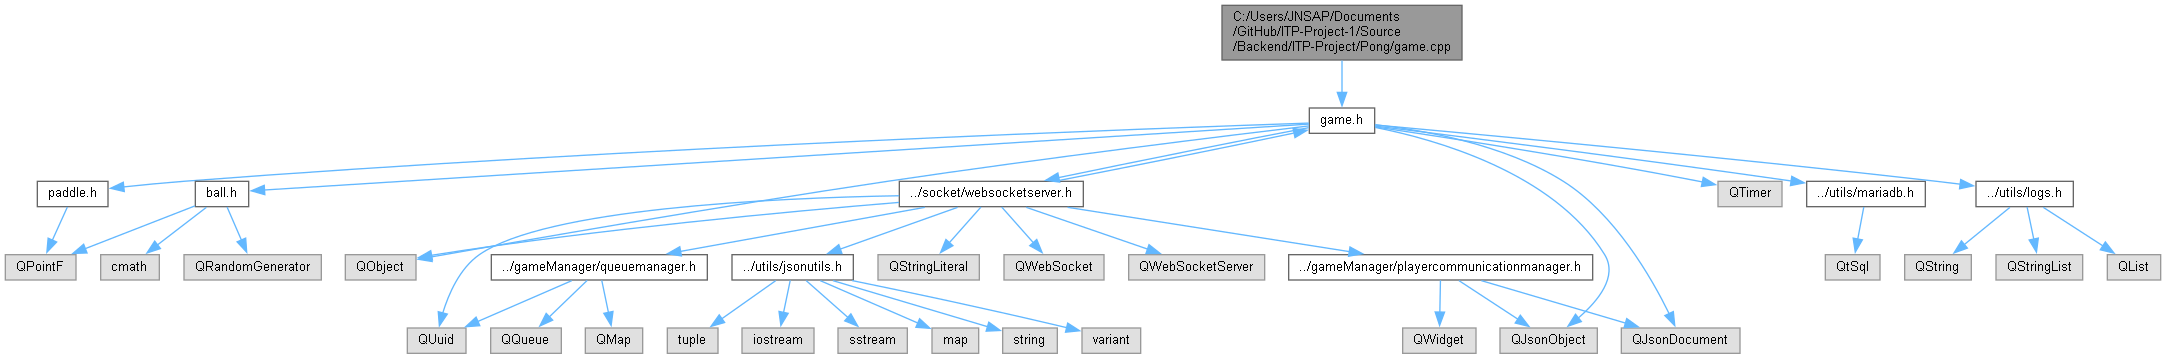 C:/Users/JNSAP/Documents
/GitHub/ITP-Project-1/Source
/Backend/ITP-Project/Pong/game.cpp
game.h
paddle.h
ball.h
../socket/websocketserver.h
QTimer
../utils/mariadb.h
../utils/logs.h
QPointF
cmath
QRandomGenerator
QObject
../gameManager/queuemanager.h
../utils/jsonutils.h
QStringLiteral
QWebSocket
QWebSocketServer
../gameManager/playercommunicationmanager.h
QtSql
QString
QStringList
QList
QUuid
QQueue
QMap
tuple
iostream
sstream
map
string
variant
QWidget
QJsonObject
QJsonDocument